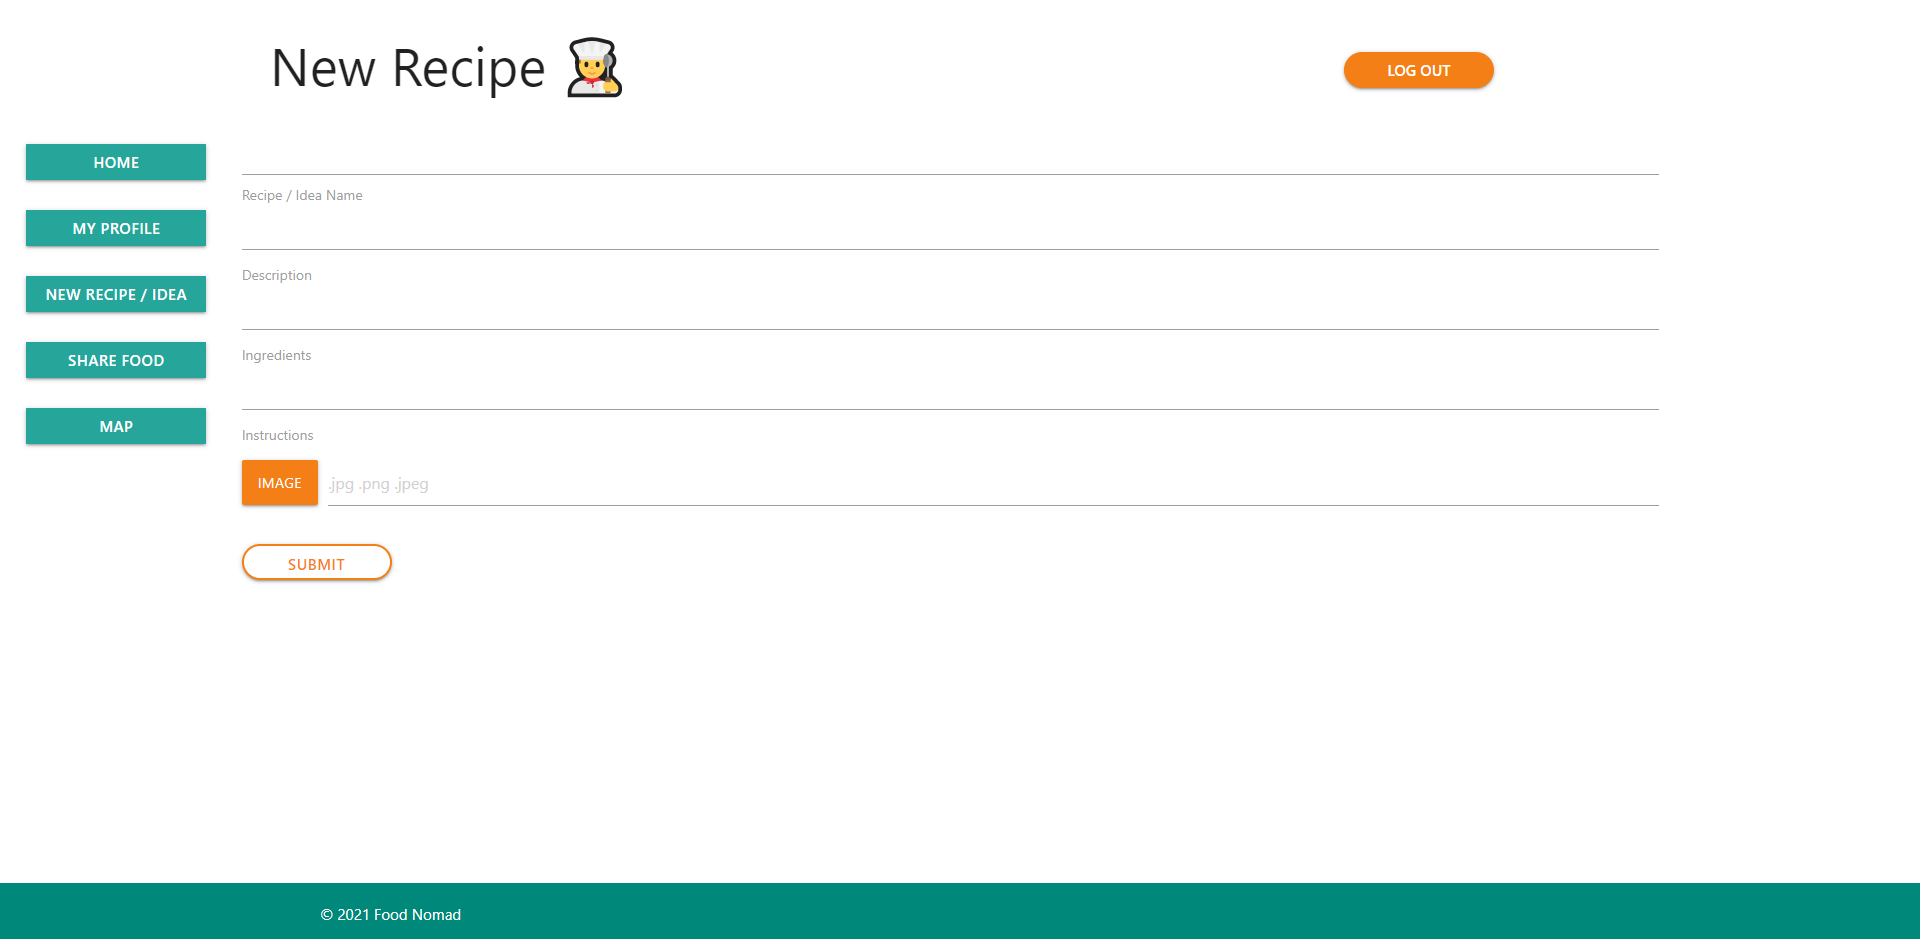 New Recipe
LOG OUT
HOME
MY PROFILE
NEW RECIPE / IDEA
SHARE FOOD
MAP
Recipe / Idea Name
Description
Ingredients
Instructions
IMAGE .jpg .png .jpeg
SUBMIT
© 2021 Food Nomad